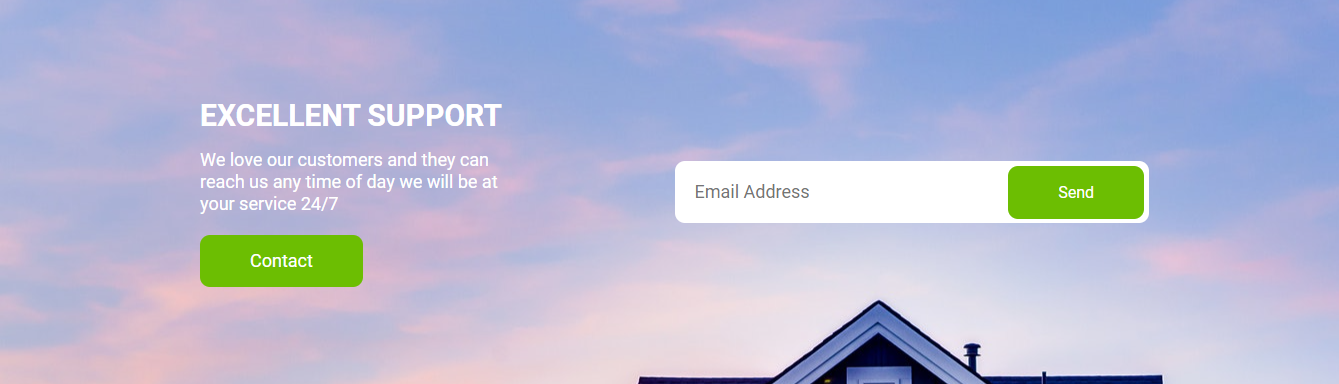 EXCELLENT SUPPORT
We love our customers and they can
reach us any time of day we will be at
your service 24/7
Contact
Email Address
Send